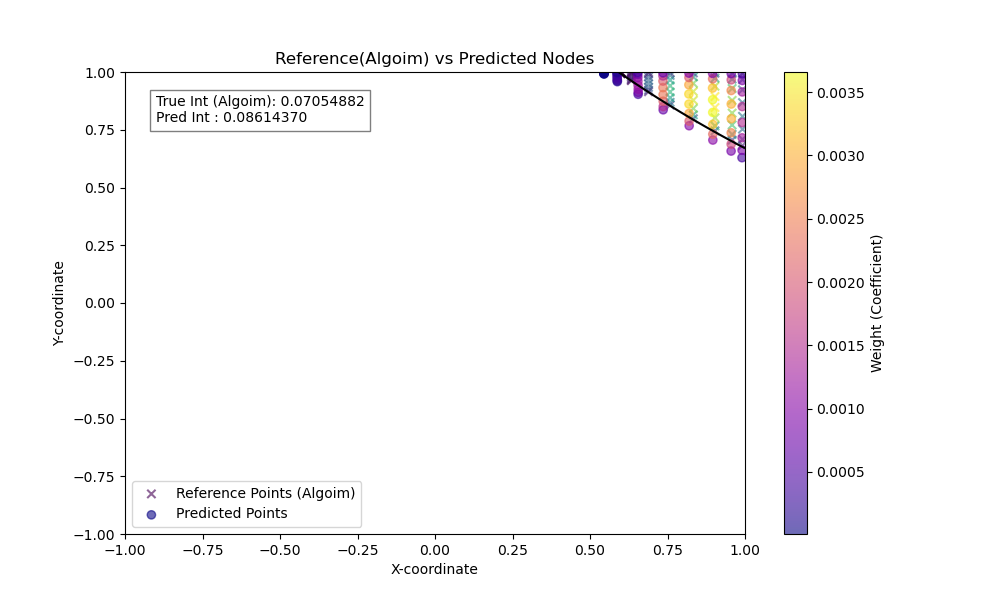 Reference(Algoim) vs Predicted Nodes
True Int (Algoim): 0.07054882
Pred Int : 0.08614370
1.00
0.75
0.50
0.25
0.00
−0.25
−0.50
−0.75
−1.00
Y-coordinate
Reference Points (Algoim)
Predicted Points
−1.00 −0.75 −0.50 −0.25 0.00 0.25 0.50 0.75 1.00
X-coordinate
0.0035
0.0030
0.0025
0.0020
0.0015
0.0010
0.0005
Weight (Coefficient)